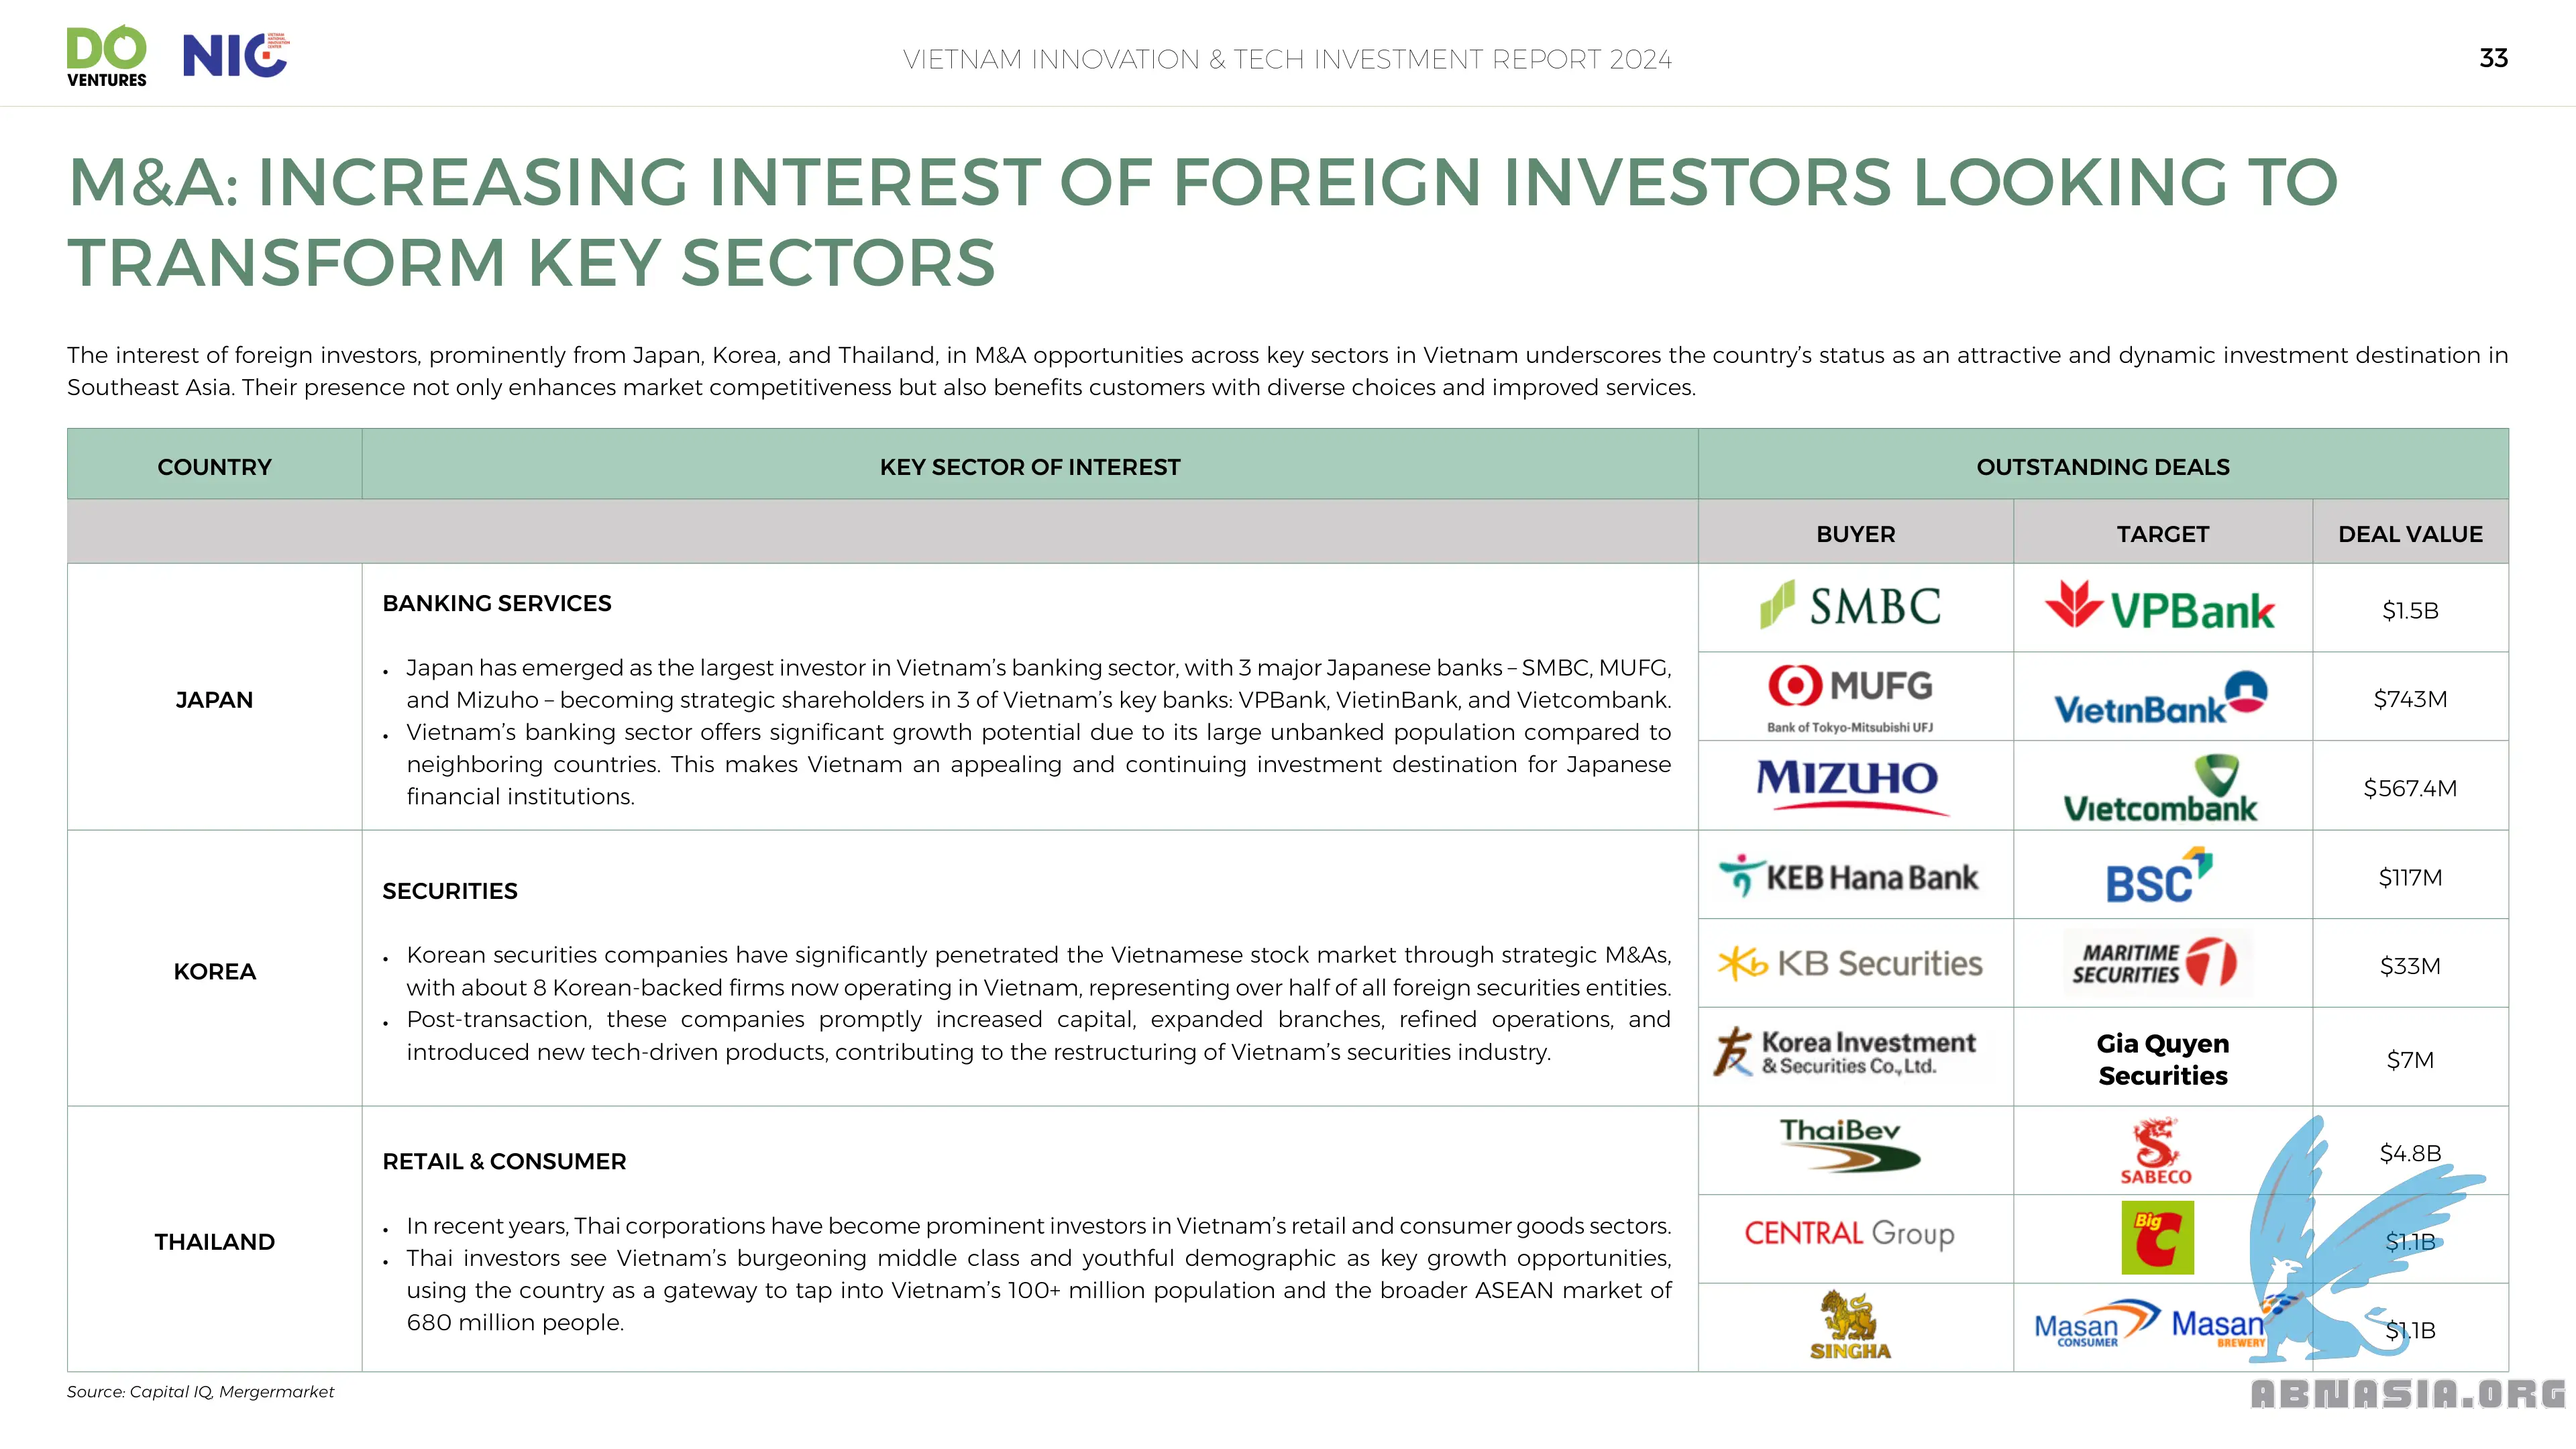 DO
VENTURES
NIC
VIETNAM
NATIONAL
INNOVATION
CENTER
VIETNAM INNOVATION & TECH INVESTMENT REPORT 2024
33
M&A: INCREASING INTEREST OF FOREIGN INVESTORS LOOKING TO
TRANSFORM KEY SECTORS
The interest of foreign investors, prominently from Japan, Korea, and Thailand, in M&A opportunities across key sectors in Vietnam underscores the country's status as an attractive and dynamic investment destination in
Southeast Asia. Their presence not only enhances market competitiveness but also benefits customers with diverse choices and improved services.
COUNTRY
KEY SECTOR OF INTEREST
OUTSTANDING DEALS
BUYER
TARGET
DEAL VALUE
JAPAN
BANKING SERVICES
• Japan has emerged as the largest investor in Vietnam's banking sector, with 3 major Japanese banks – SMBC, MUFG,
and Mizuho – becoming strategic shareholders in 3 of Vietnam's key banks: VPBank, VietinBank, and Vietcombank.
• Vietnam's banking sector offers significant growth potential due to its large unbanked population compared to
neighboring countries. This makes Vietnam an appealing and continuing investment destination for Japanese
financial institutions.
SMBC
VPBank
$1.5B
MUFG
Bank of Tokyo-Mitsubishi UFJ
VietinBank
$743M
MIZUHO
Vietcombank
$567.4M
KOREA
SECURITIES
• Korean securities companies have significantly penetrated the Vietnamese stock market through strategic M&As,
with about 8 Korean-backed firms now operating in Vietnam, representing over half of all foreign securities entities.
• Post-transaction, these companies promptly increased capital, expanded branches, refined operations, and
introduced new tech-driven products, contributing to the restructuring of Vietnam's securities industry.
KEB Hana Bank
BSC
$117M
KB Securities
MARITIME
SECURITIES
$33M
Korea Investment
& Securities Co., Ltd.
Gia Quyen
Securities
$7M
THAILAND
RETAIL & CONSUMER
• In recent years, Thai corporations have become prominent investors in Vietnam's retail and consumer goods sectors.
• Thai investors see Vietnam's burgeoning middle class and youthful demographic as key growth opportunities,
using the country as a gateway to tap into Vietnam's 100+ million population and the broader ASEAN market of
680 million people.
ThaiBev
SABECO
$4.8B
CENTRAL Group
Big
C
$1.1B
SINGHA
Masan
CONSUMER
Masan
BREWERY
$1.1B
Source: Capital IQ, Mergermarket
ABNASIA.ORG